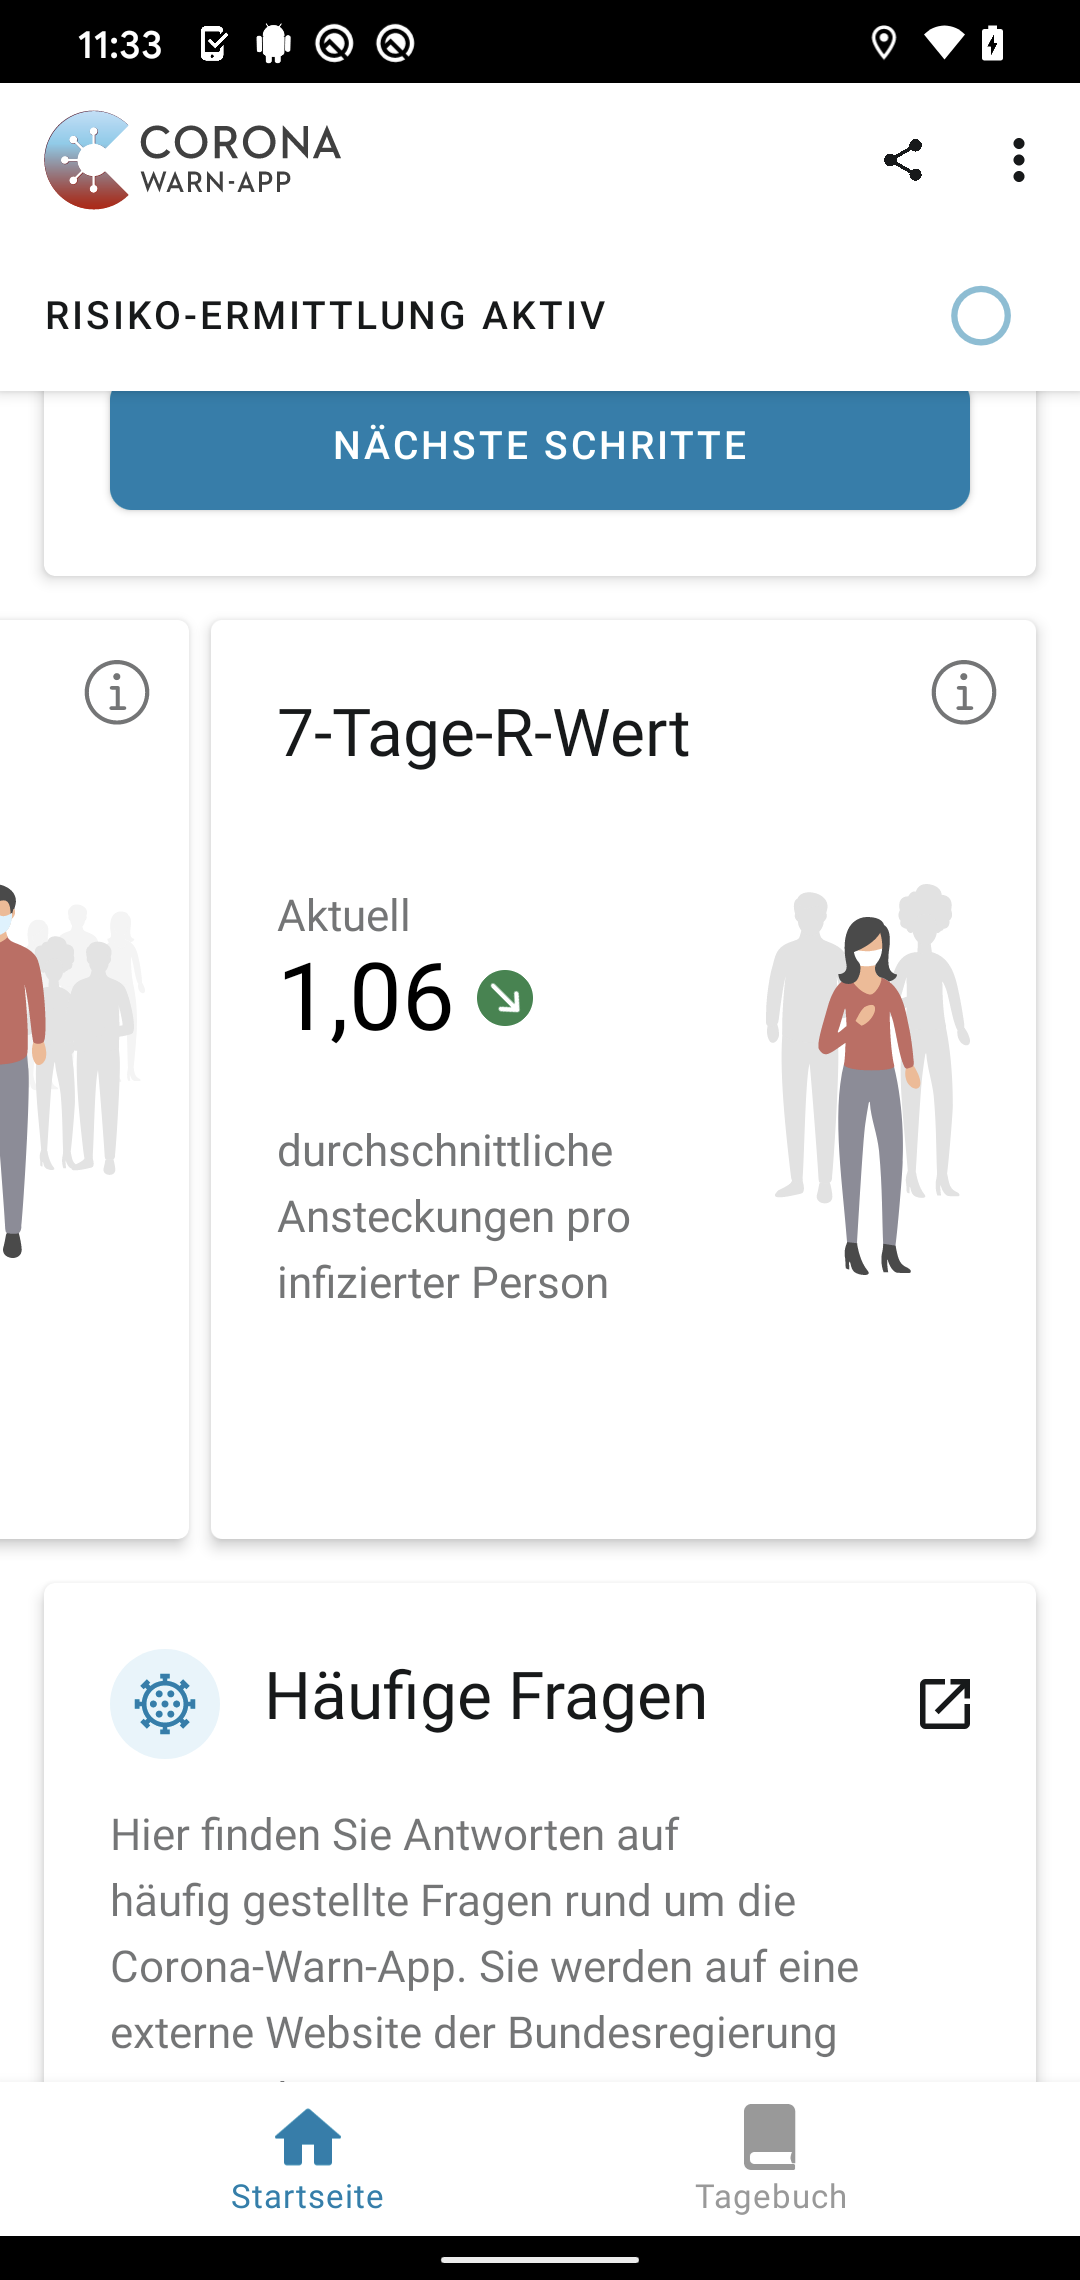 11:33
CORONA
WARN-APP
RISIKO-ERMITTLUNG AKTIV
NÄCHSTE SCHRITTE
7-Tage-R-Wert
Aktuell
1,06
durchschnittliche
Ansteckungen pro
infizierter Person
Häufige Fragen
Hier finden Sie Antworten auf
häufig gestellte Fragen rund um die
Corona-Warn-App. Sie werden auf eine
externe Website der Bundesregierung
Startseite
Tagebuch